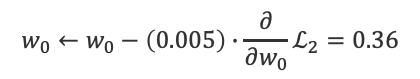 w₀ ← w₀ − (0.005) · ∂/∂w₀ ℒ₂ = 0.36